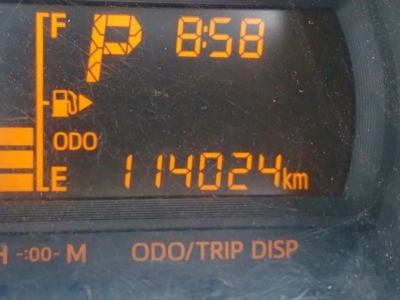 F P 8:58
ODO
E 114024km
H -:00- M ODO/TRIP DISP